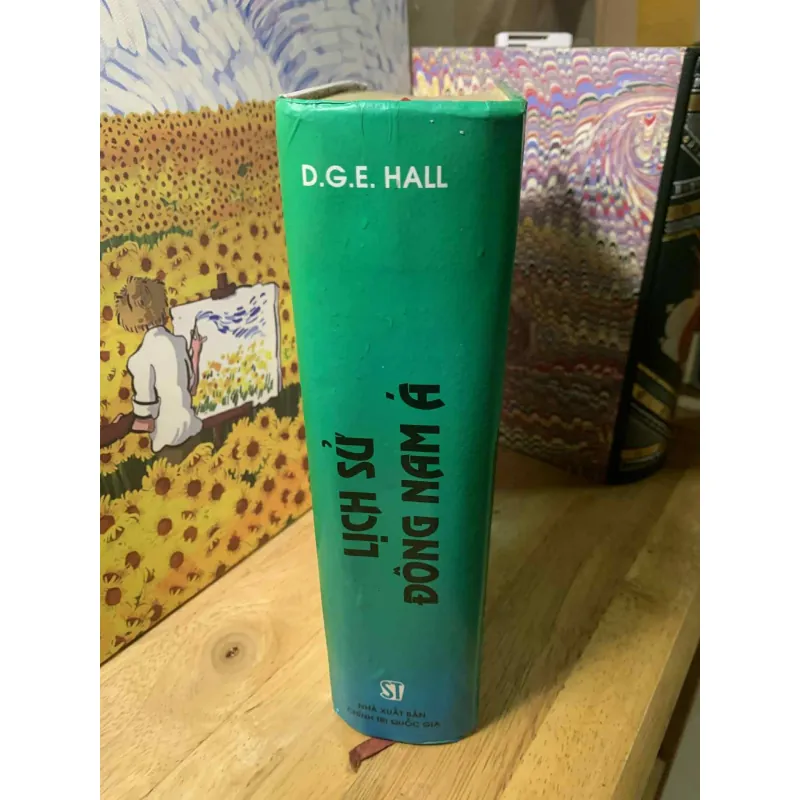 D.G.E. HALL
LỊCH SỬ
ĐÔNG NAM Á
ST
NHÀ XUẤT BẢN
CHÍNH TRỊ QUỐC GIA